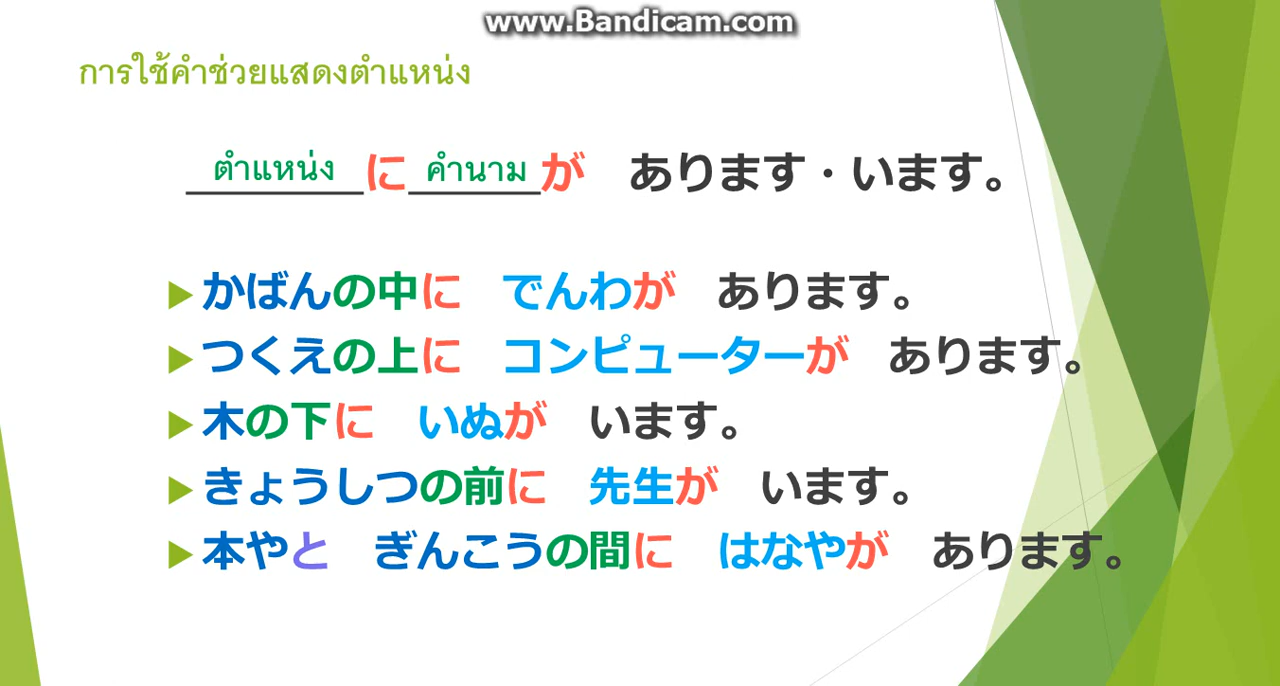 www.Bandicam.com
การใช้คำช่วยแสดงตำแหน่ง
ตำแหน่ง に คำนาม が あります・います。
かばんの中に でんわが あります。
つくえの上に コンピューターが あります。
木の下に いぬが います。
きょうしつの前に 先生が います。
本やと ぎんこうの間に はなやが あります。